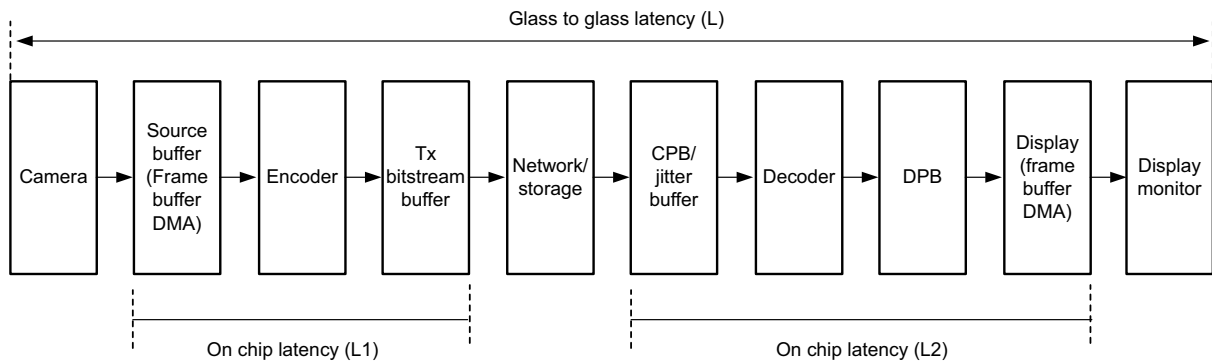 Glass to glass latency (L)
Camera
Source
buffer
(Frame
buffer
DMA)
Encoder
Tx
bitstream
buffer
Network/
storage
CPB/
jitter
buffer
Decoder
DPB
Display
(frame
buffer
DMA)
Display
monitor
On chip latency (L1)
On chip latency (L2)